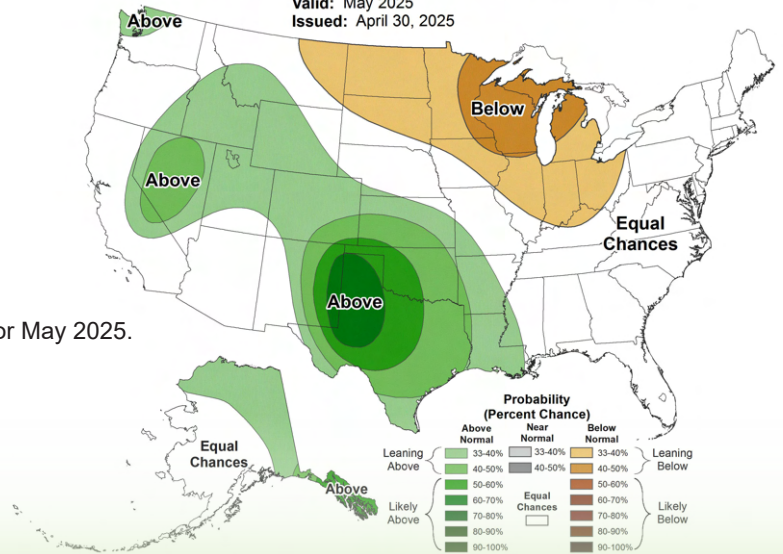 Valid: May 2025
Issued: April 30, 2025
Above
Below
Above
Equal
Chances
Above
or May 2025.
Equal
Chances
Above
Probability
(Percent Chance)
Above
Normal
Near
Normal
Below
Normal
Leaning
Above
33-40%
40-50%
33-40%
40-50%
33-40%
40-50%
Leaning
Below
Likely
Above
50-60%
60-70%
70-80%
80-90%
90-100%
Equal
Chances
50-60%
60-70%
70-80%
80-90%
90-100%
Likely
Below